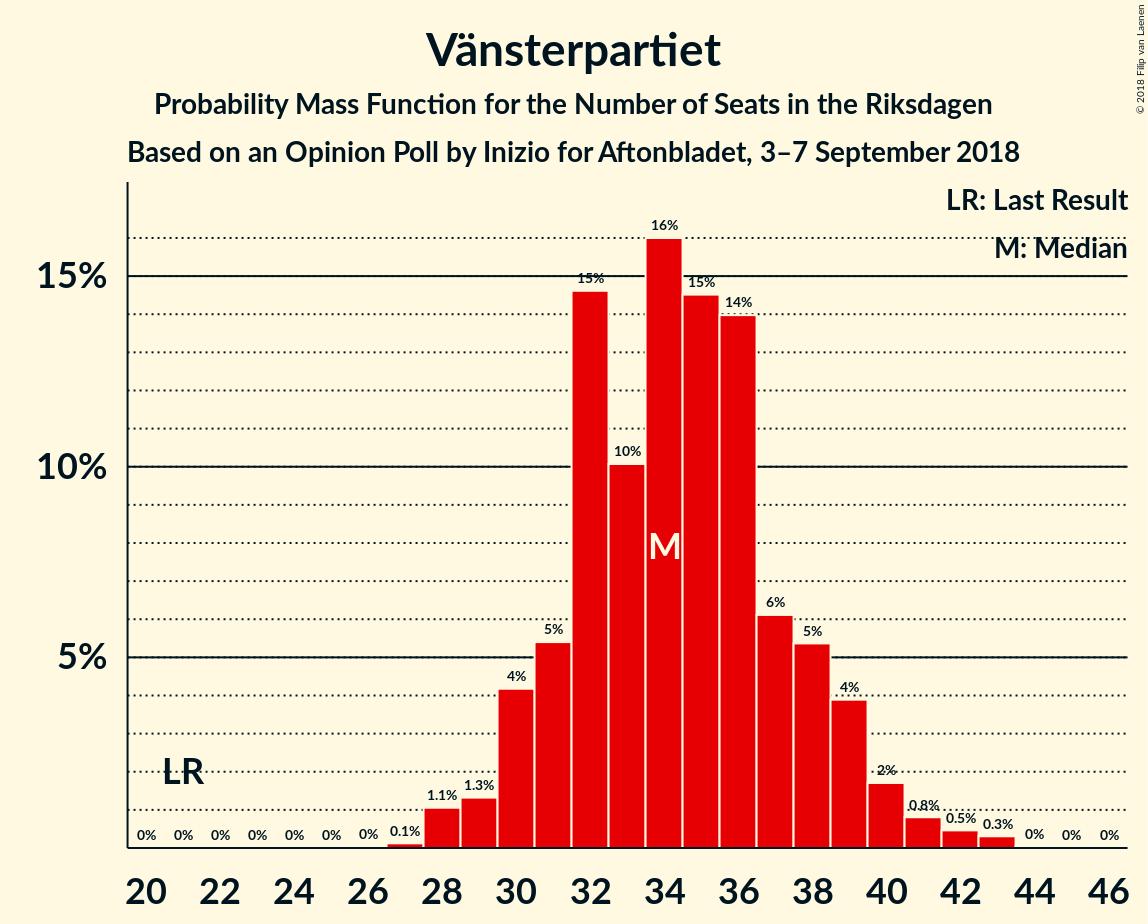 Vänsterpartiet
Probability Mass Function for the Number of Seats in the Riksdagen
Based on an Opinion Poll by Inizio for Aftonbladet, 3–7 September 2018
© 2018 Filip van Laenen
LR: Last Result
M: Median
15%
10%
5%
0% 0% 0% 0% 0% 0% 0% 0.1% 1.1% 1.3% 4% 5% 15% 10% 16% 15% 14% 6% 5% 4% 2% 0.8% 0.5% 0.3% 0% 0% 0%
M
LR
20 22 24 26 28 30 32 34 36 38 40 42 44 46